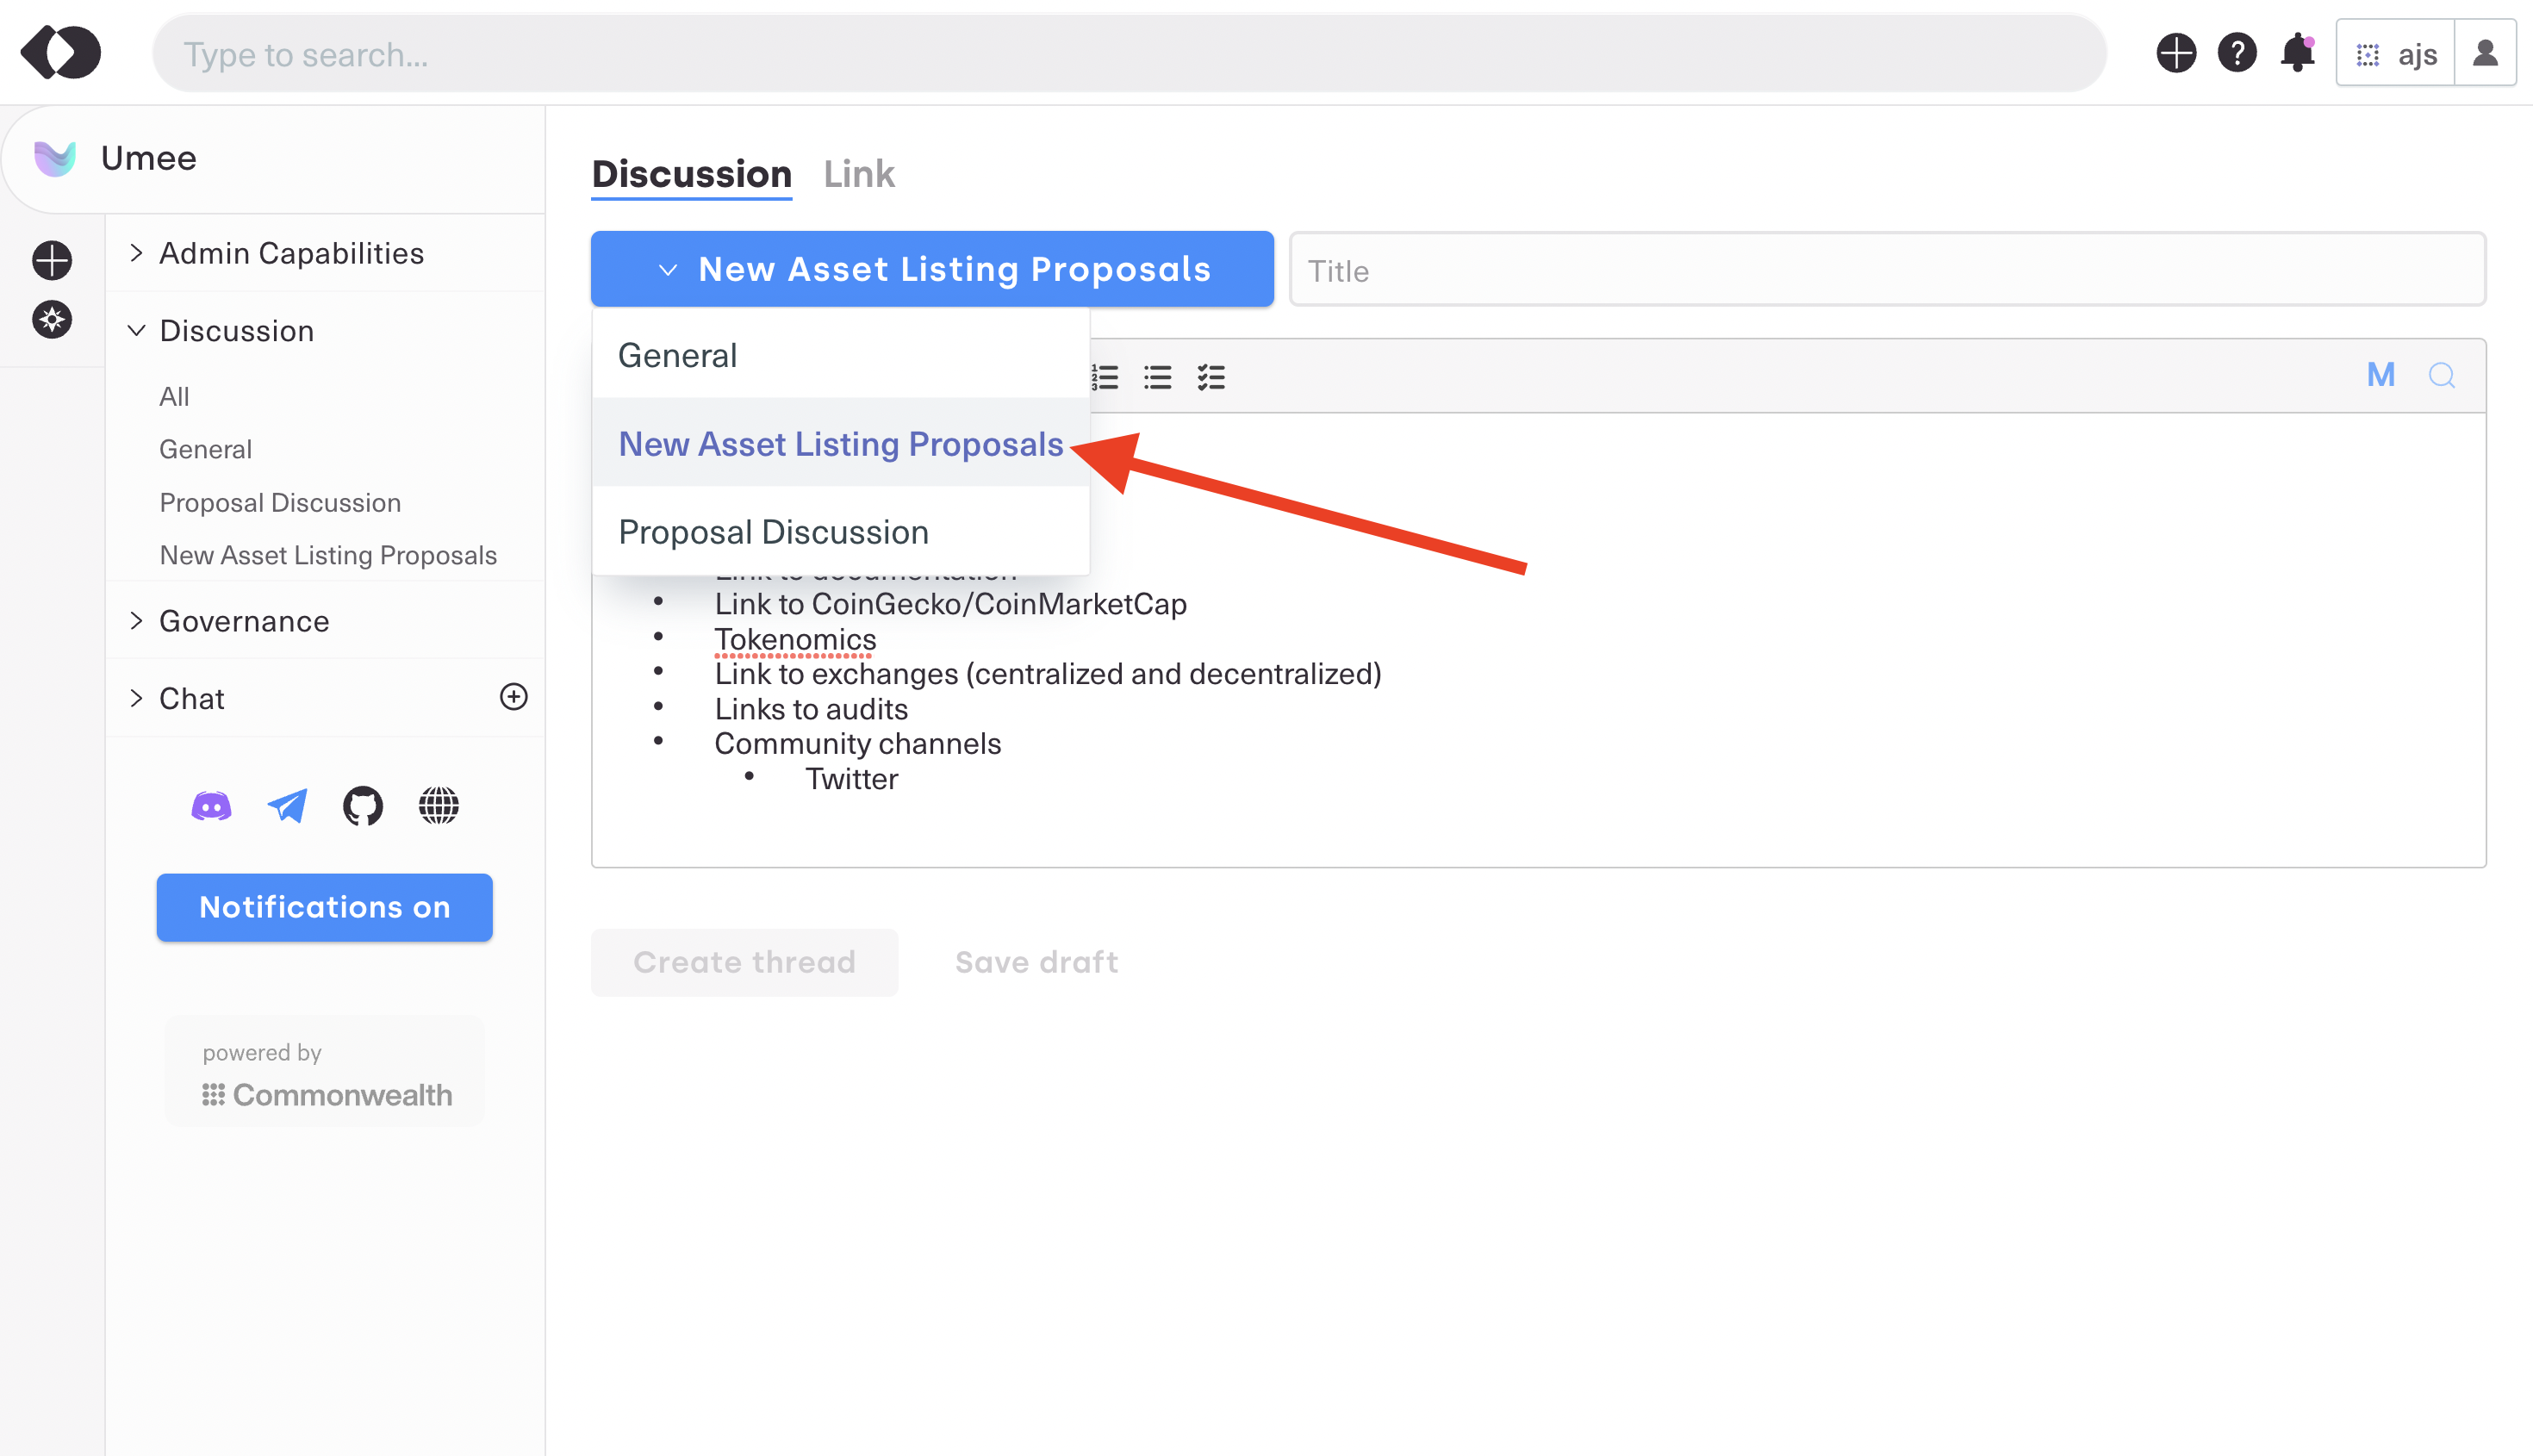 Type to search...
?
ajs
Umee
Admin Capabilities
Discussion
All
General
Proposal Discussion
New Asset Listing Proposals
Governance
Chat
Notifications on
powered by
Commonwealth
Discussion Link
New Asset Listing Proposals
Title
General
New Asset Listing Proposals
Proposal Discussion
M
Link to documentation
• Link to CoinGecko/CoinMarketCap
• Tokenomics
• Link to exchanges (centralized and decentralized)
• Links to audits
• Community channels
• Twitter
Create thread
Save draft